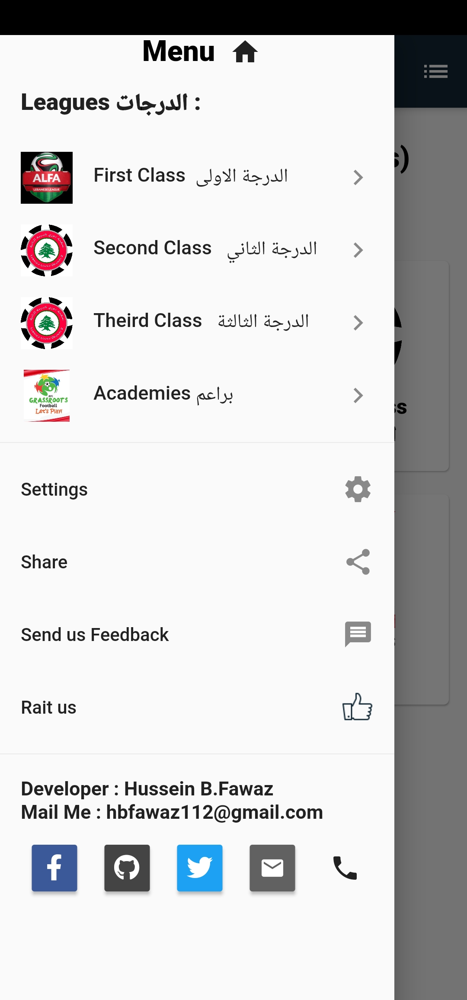 Menu
Leagues الدرجات :
ALFA
LEBANESE LEAGUE
First Class الدرجة الاولى
Second Class الدرجة الثاني
Theird Class الدرجة الثالثة
AFC
GRASSROOTS
Football
Let's Play!
Academies براعم
Settings
Share
Send us Feedback
Rait us
Developer : Hussein B.Fawaz
Mail Me : hbfawaz112@gmail.com
s)
ss